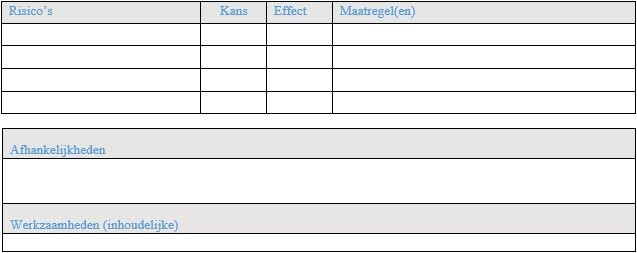 Risico's Kans Effect Maatregel(en)
Afhankelijkheden
Werkzaamheden (inhoudelijke)